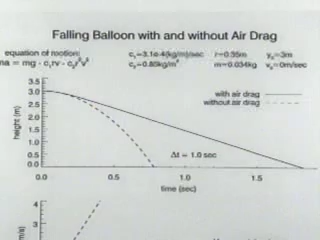 Falling Balloon with and without Air Drag
equation of motion: c₁=3.1e-4(kg/m)/sec r=0.35m y₀=3m
ma = mg - c₁rv - c₂r²v² c₂=0.85kg/m³ m=0.034kg v₀=0m/sec
with air drag
without air drag
3.5
3.0
2.5
2.0
1.5
1.0
0.5
0.0
height (m)
Δt = 1.0 sec
0.0 0.5 1.0 1.5
time (sec)
4
3
2